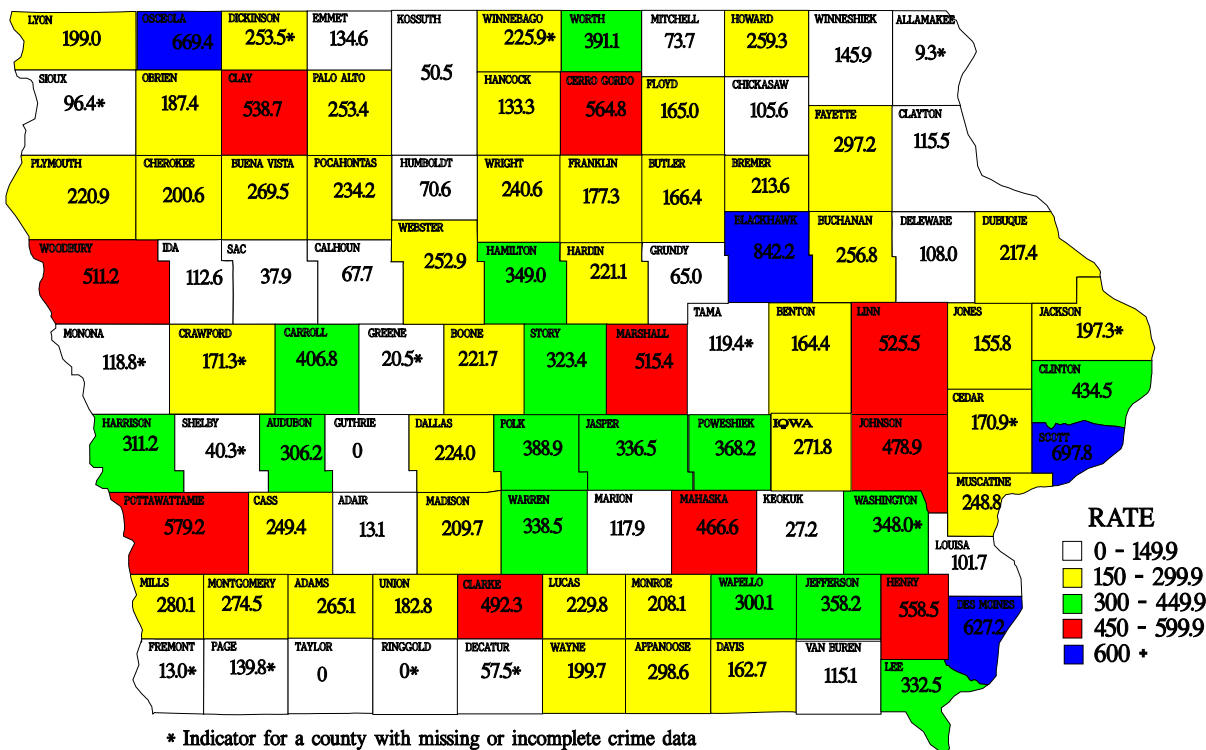 LYON OSCEOLA DICKINSON EMMET KOSSUTH WINNEBAGO WORTH MITCHELL HOWARD WINNESHIEK ALLAMAKEE
199.0 669.4 253.5* 134.6 50.5 225.9* 391.1 73.7 259.3 145.9 9.3*
SIOUX OBRIEN CLAY PALO ALTO HANCOCK CERRO GORDO FLOYD CHICKASAW FAYETTE CLAYTON
96.4* 187.4 538.7 253.4 133.3 564.8 165.0 105.6 297.2 115.5
PLYMOUTH CHEROKEE BUENA VISTA POCAHONTAS HUMBOLDT WRIGHT FRANKLIN BUTLER BREMER
220.9 200.6 269.5 234.2 70.6 240.6 177.3 166.4 213.6
WOODBURY IDA SAC CALHOUN WEBSTER HAMILTON HARDIN GRUNDY BLACKHAWK BUCHANAN DELEWARE DUBUQUE
511.2 112.6 37.9 67.7 252.9 349.0 221.1 65.0 842.2 256.8 108.0 217.4
MONONA CRAWFORD CARROLL GREENE BOONE STORY MARSHALL TAMA BENTON LINN JONES JACKSON
118.8* 171.3* 406.8 20.5* 221.7 323.4 515.4 119.4* 164.4 525.5 155.8 197.3*
CLINTON
434.5
HARRISON SHELBY AUDUBON GUTHRIE DALLAS POLK JASPER POWESHIEK IOWA JOHNSON CEDAR SCOTT
311.2 40.3* 306.2 0 224.0 388.9 336.5 368.2 271.8 478.9 170.9* 697.8
POTTAWATTAMIE CASS ADAIR MADISON WARREN MARION MAHASKA KEOKUK WASHINGTON MUSCATINE
579.2 249.4 13.1 209.7 338.5 117.9 466.6 27.2 348.0* 248.8
LOUISA
101.7
MILLS MONTGOMERY ADAMS UNION CLARKE LUCAS MONROE WAPELLO JEFFERSON HENRY DES MOINES
280.1 274.5 265.1 182.8 492.3 229.8 208.1 300.1 358.2 558.5 627.2
FREMONT PAGE TAYLOR RINGGOLD DECATUR WAYNE APPANOOSE DAVIS VAN BUREN LEE
13.0* 139.8* 0 0* 57.5* 199.7 298.6 162.7 115.1 332.5
RATE
0 - 149.9
150 - 299.9
300 - 449.9
450 - 599.9
600 +
* Indicator for a county with missing or incomplete crime data